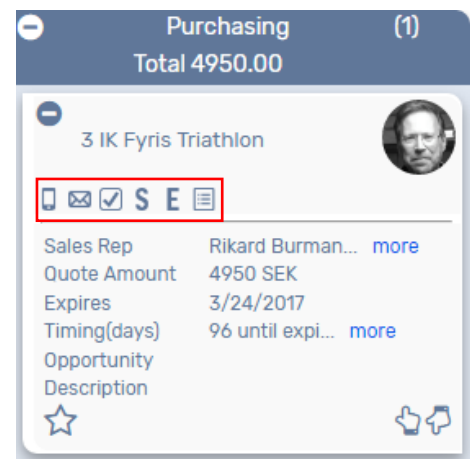 Purchasing (1)
Total 4950.00
3 IK Fyris Triathlon
S E
Sales Rep Rikard Burman... more
Quote Amount 4950 SEK
Expires 3/24/2017
Timing(days) 96 until expi... more
Opportunity
Description